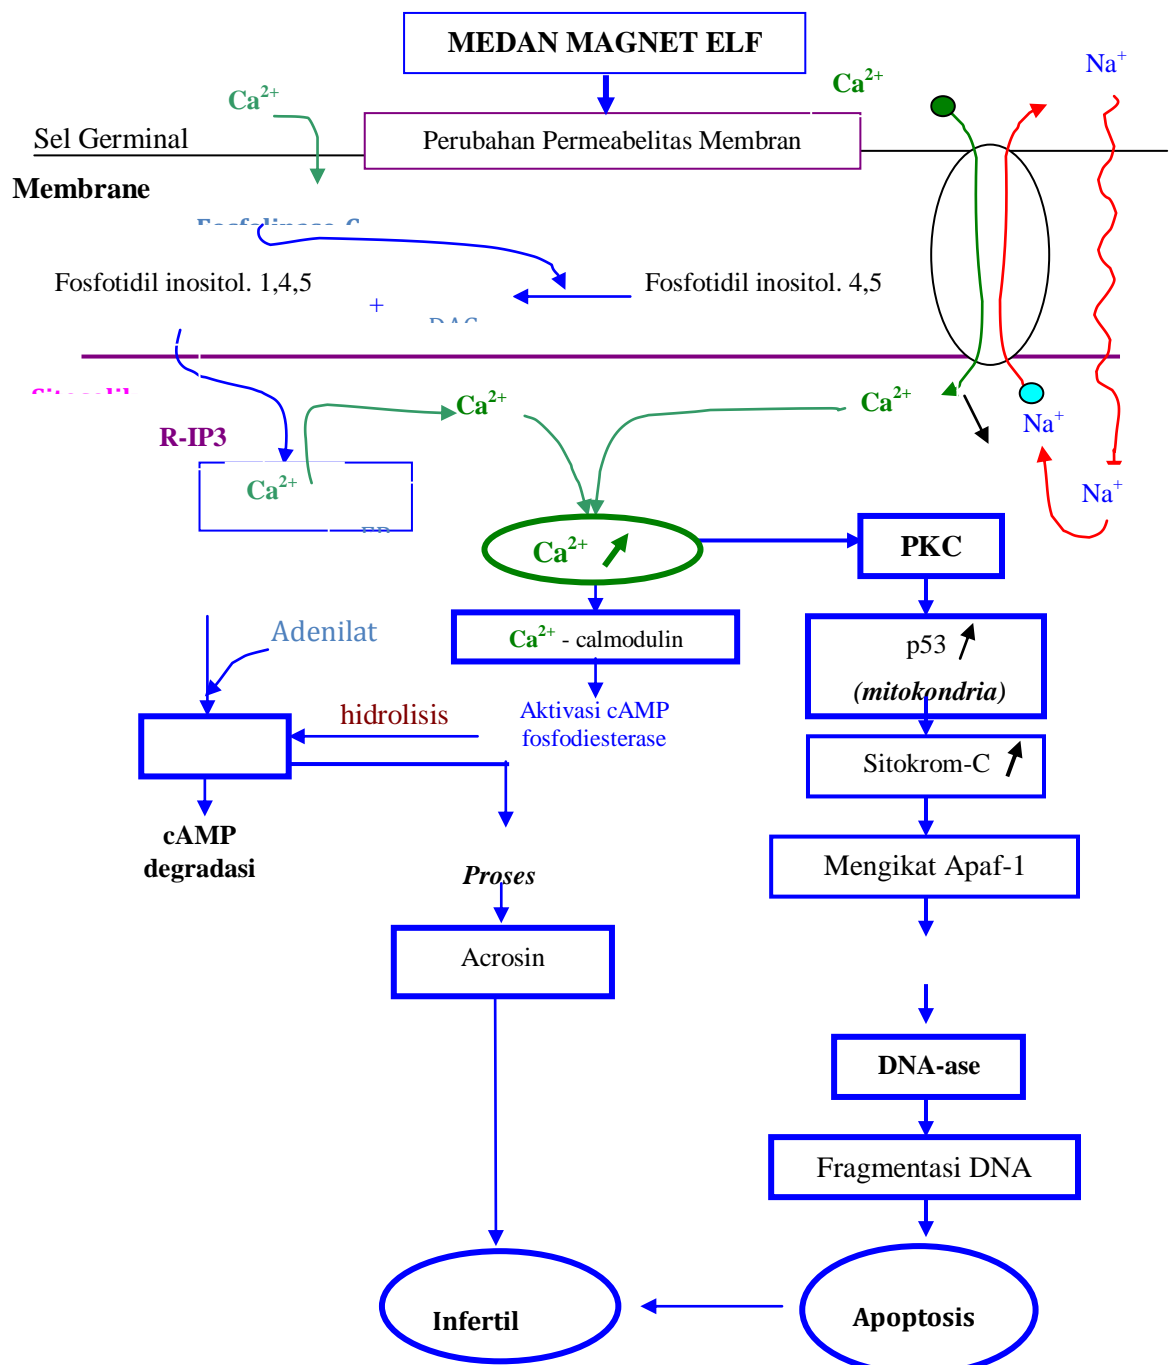 MEDAN MAGNET ELF
Ca²⁺
Na⁺
Ca²⁺
Sel Germinal
Perubahan Permeabelitas Membran
Membrane
Fosfotidil inositol. 1,4,5
+
Fosfotidil inositol. 4,5
R-IP3
Ca²⁺
Ca²⁺
Ca²⁺
Na⁺
Na⁺
Ca²⁺
PKC
Ca²⁺ - calmodulin
p53
(mitokondria)
Adenilat
hidrolisis
Aktivasi cAMP
fosfodiesterase
Sitokrom-C
cAMP
degradasi
Proses
Mengikat Apaf-1
Acrosin
DNA-ase
Fragmentasi DNA
Infertil
Apoptosis